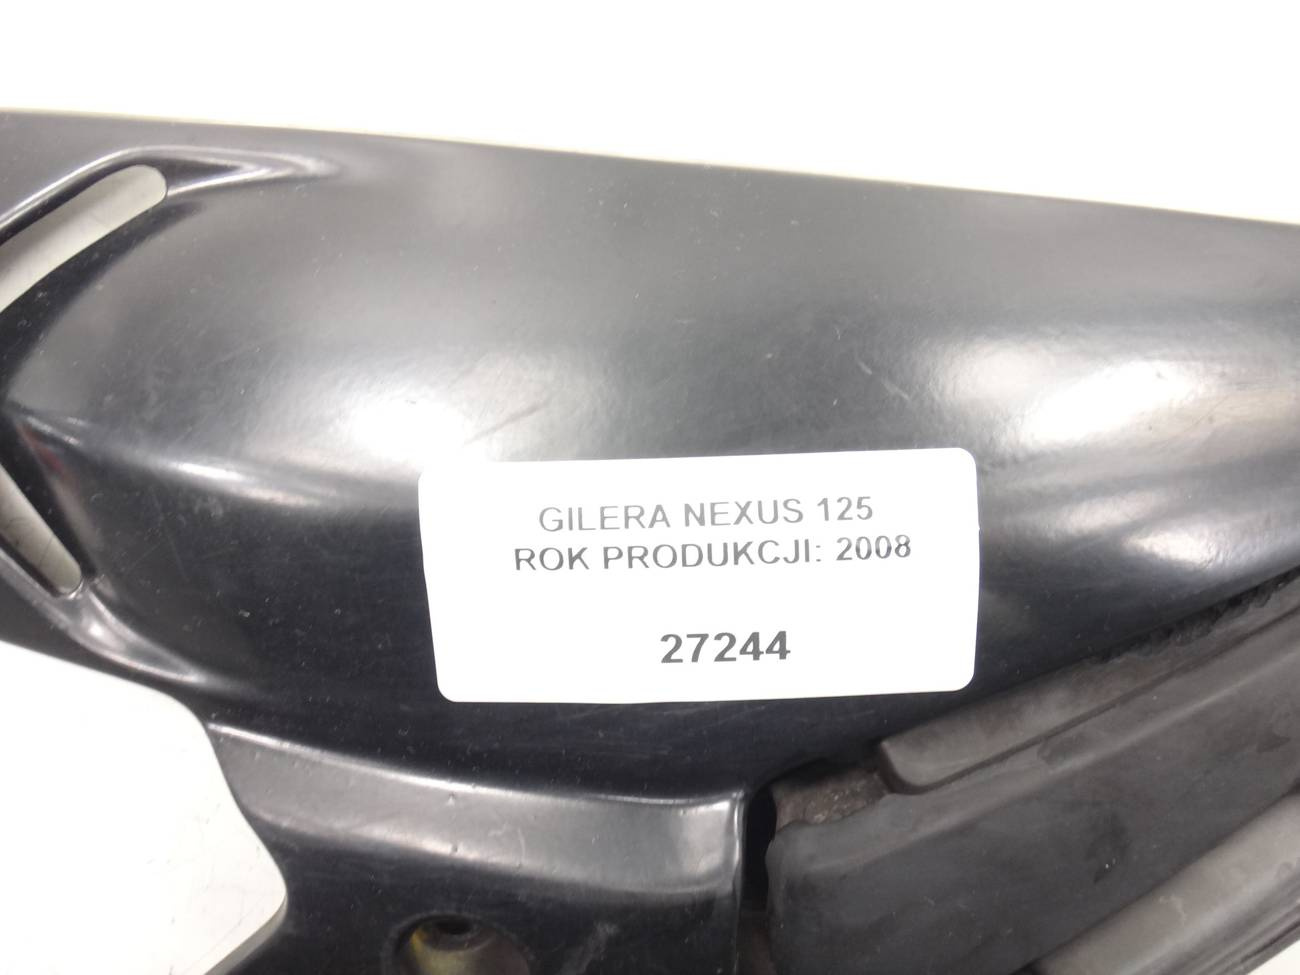 GILERA NEXUS 125
ROK PRODUKCJI: 2008
27244